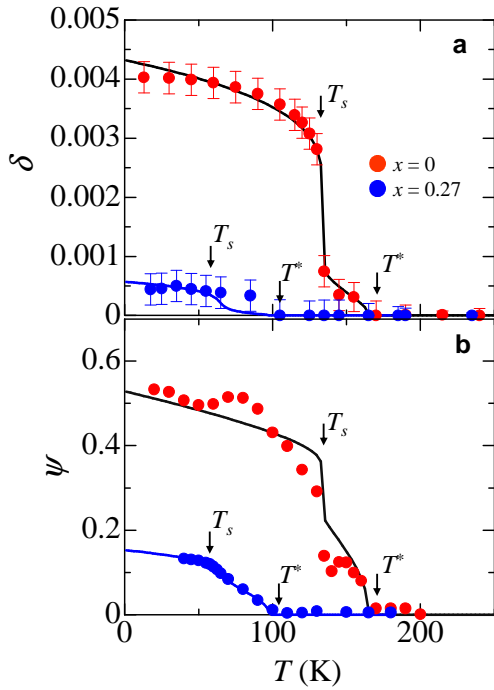 a
0.005
0.004
0.003
0.002
0.001
0
δ
T_s
x = 0
x = 0.27
T_s
T*
T*
b
0.6
0.4
0.2
0
ψ
T_s
T_s
T*
T*
0
100
200
T (K)